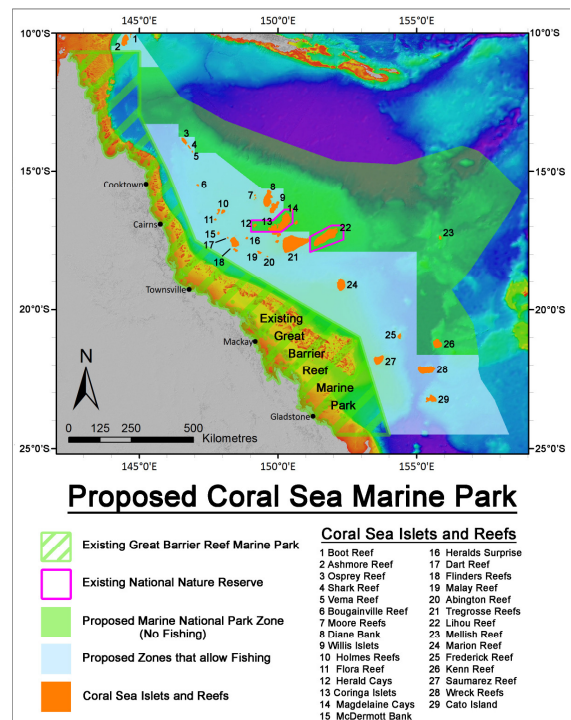 145°0'E 150°0'E 155°0'E
10°0'S 10°0'S
1
2
3
4
5
15°0'S 15°0'S
Cooktown
6
7
8
9
10
11
12
13
14
15
16
17
18
19
20
21
22
23
Cairns
Townsville
20°0'S 20°0'S
24
25
26
27
28
29
Existing
Great
Barrier
Reef
Marine
Park
Mackay
Gladstone
N
0 125 250 500
Kilometres
25°0'S 25°0'S
145°0'E 150°0'E 155°0'E
Proposed Coral Sea Marine Park
Existing Great Barrier Reef Marine Park
Existing National Nature Reserve
Proposed Marine National Park Zone
(No Fishing)
Proposed Zones that allow Fishing
Coral Sea Islets and Reefs
Coral Sea Islets and Reefs
1 Boot Reef
2 Ashmore Reef
3 Osprey Reef
4 Shark Reef
5 Vema Reef
6 Bougainville Reef
7 Moore Reefs
8 Diane Bank
9 Willis Islets
10 Holmes Reefs
11 Flora Reef
12 Herald Cays
13 Coringa Islets
14 Magdelaine Cays
15 McDermott Bank
16 Heralds Surprise
17 Dart Reef
18 Flinders Reefs
19 Malay Reef
20 Abington Reef
21 Tregrosse Reefs
22 Lihou Reef
23 Mellish Reef
24 Marion Reef
25 Frederick Reef
26 Kenn Reef
27 Saumarez Reef
28 Wreck Reefs
29 Cato Island